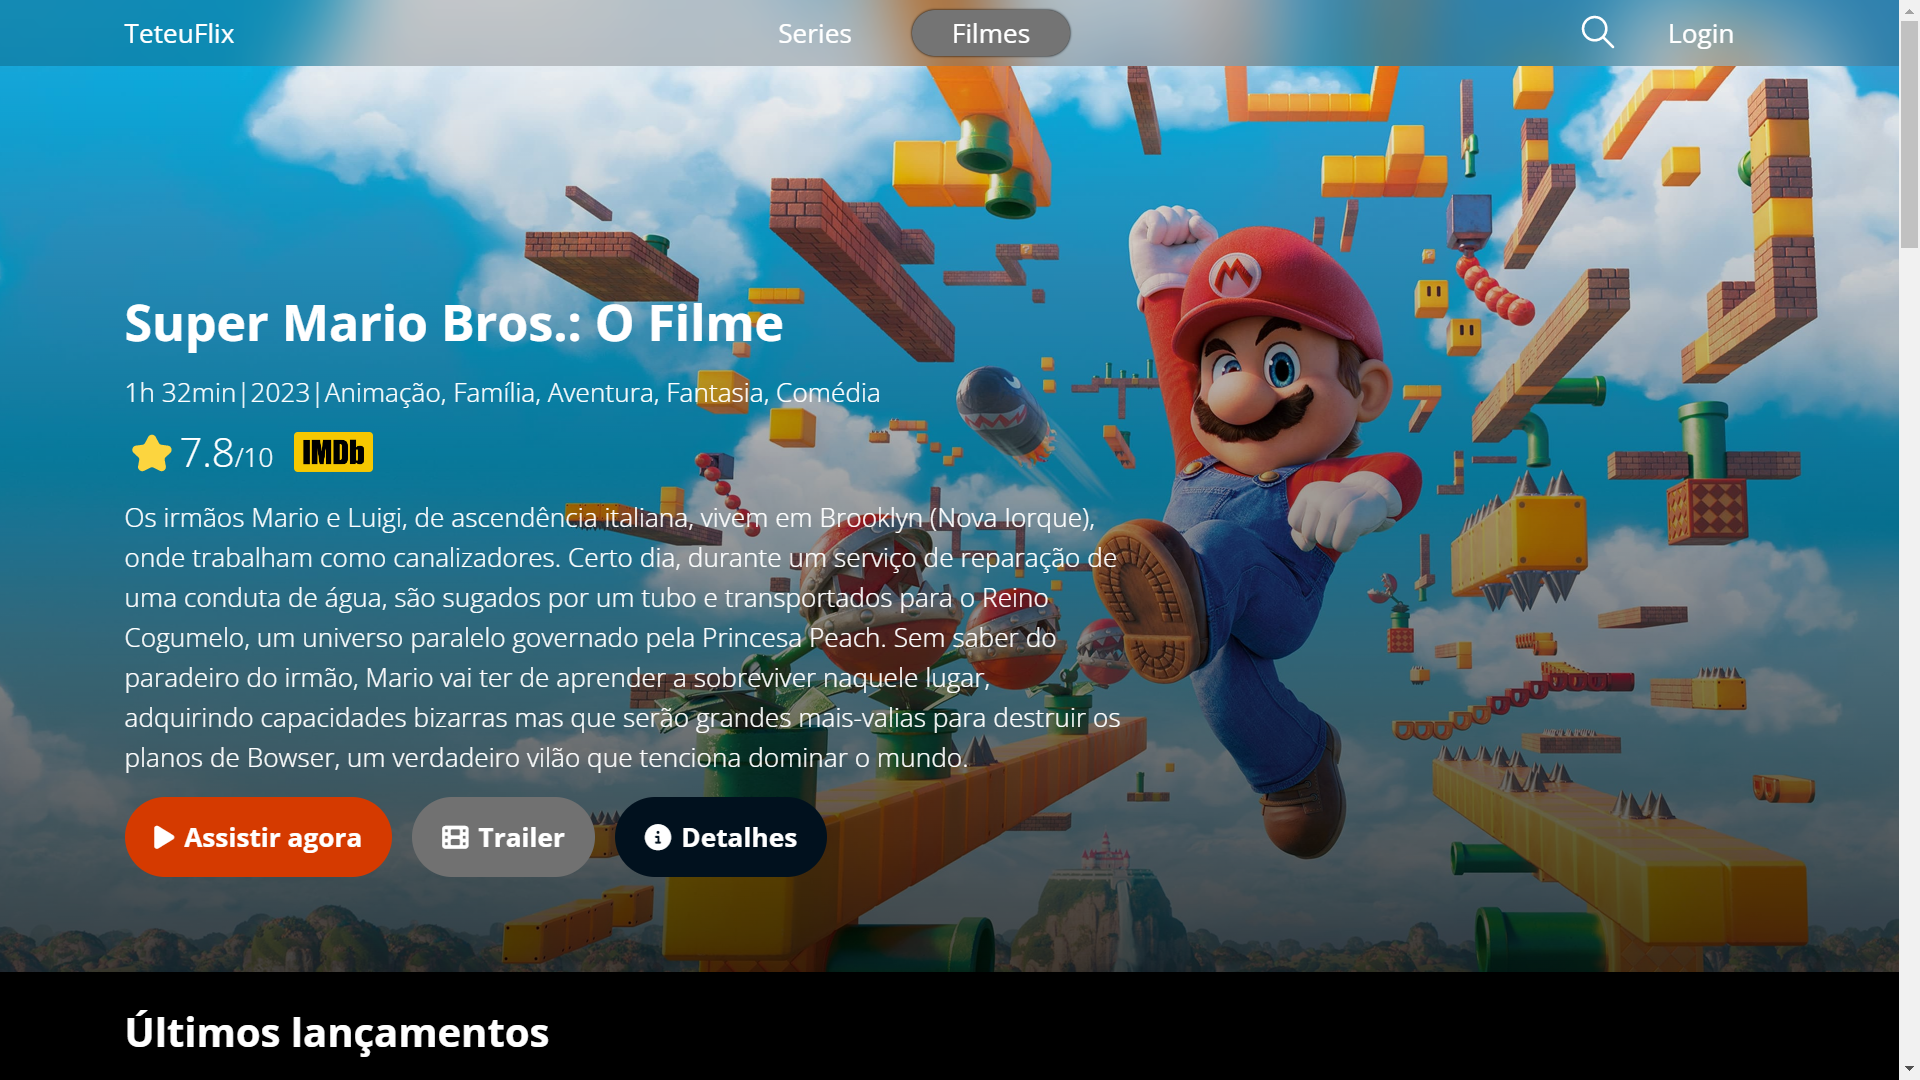 TeteuFlix
Series
Filmes
Login
M
Super Mario Bros.: O Filme
1h 32min|2023|Animação, Família, Aventura, Fantasia, Comédia
7.8/10 IMDb
Os irmãos Mario e Luigi, de ascendência italiana, vivem em Brooklyn (Nova Iorque),
onde trabalham como canalizadores. Certo dia, durante um serviço de reparação de
uma conduta de água, são sugados por um tubo e transportados para o Reino
Cogumelo, um universo paralelo governado pela Princesa Peach. Sem saber do
paradeiro do irmão, Mario vai ter de aprender a sobreviver naquele lugar,
adquirindo capacidades bizarras mas que serão grandes mais-valias para destruir os
planos de Bowser, um verdadeiro vilão que tenciona dominar o mundo.
Assistir agora
Trailer
Detalhes
Últimos lançamentos